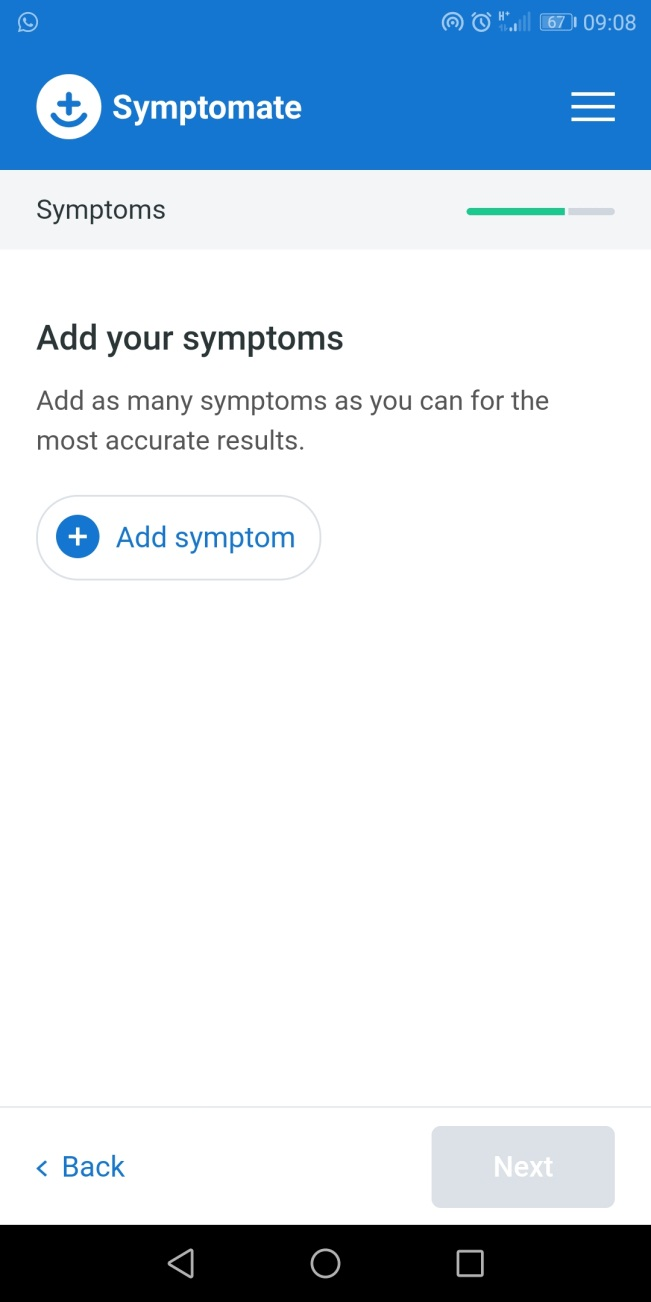 H+ 67 09:08
Symptomate
Symptoms
Add your symptoms
Add as many symptoms as you can for the
most accurate results.
Add symptom
Back
Next